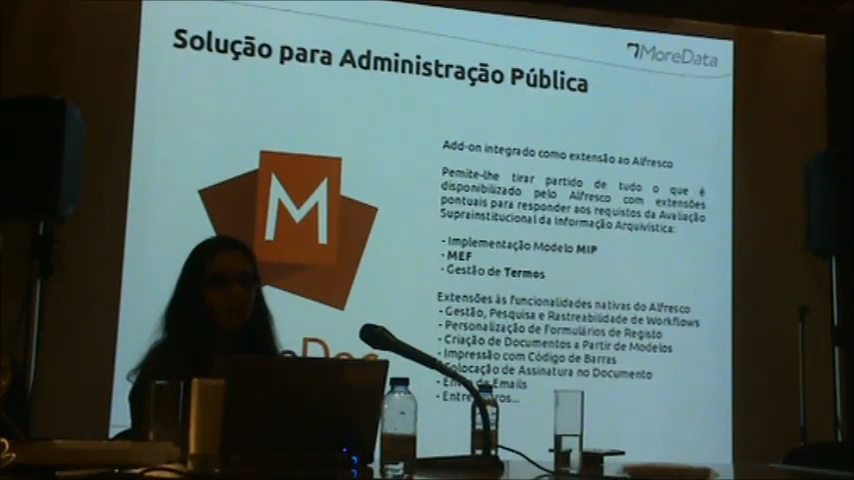 Solução para Administração Pública
MoreData
M
Add-on integrado como extensão ao Alfresco
Pemite-lhe tirar partido de tudo o que é
disponibilizado pelo Alfresco com extensões
pontuais para responder aos requistos da Avaliação
Suprainstitucional da Informação Arquivística:
- Implementação Modelo MIP
- MEF
- Gestão de Termos
Extensões às funcionalidades nativas do Alfresco
- Gestão, Pesquisa e Rastreabilidade de Workflows
- Personalização de Formulários de Registo
- Criação de Documentos a Partir de Modelos
- Impressão com Código de Barras
Colocação de Assinatura no Documento
- de Emails
- Entre